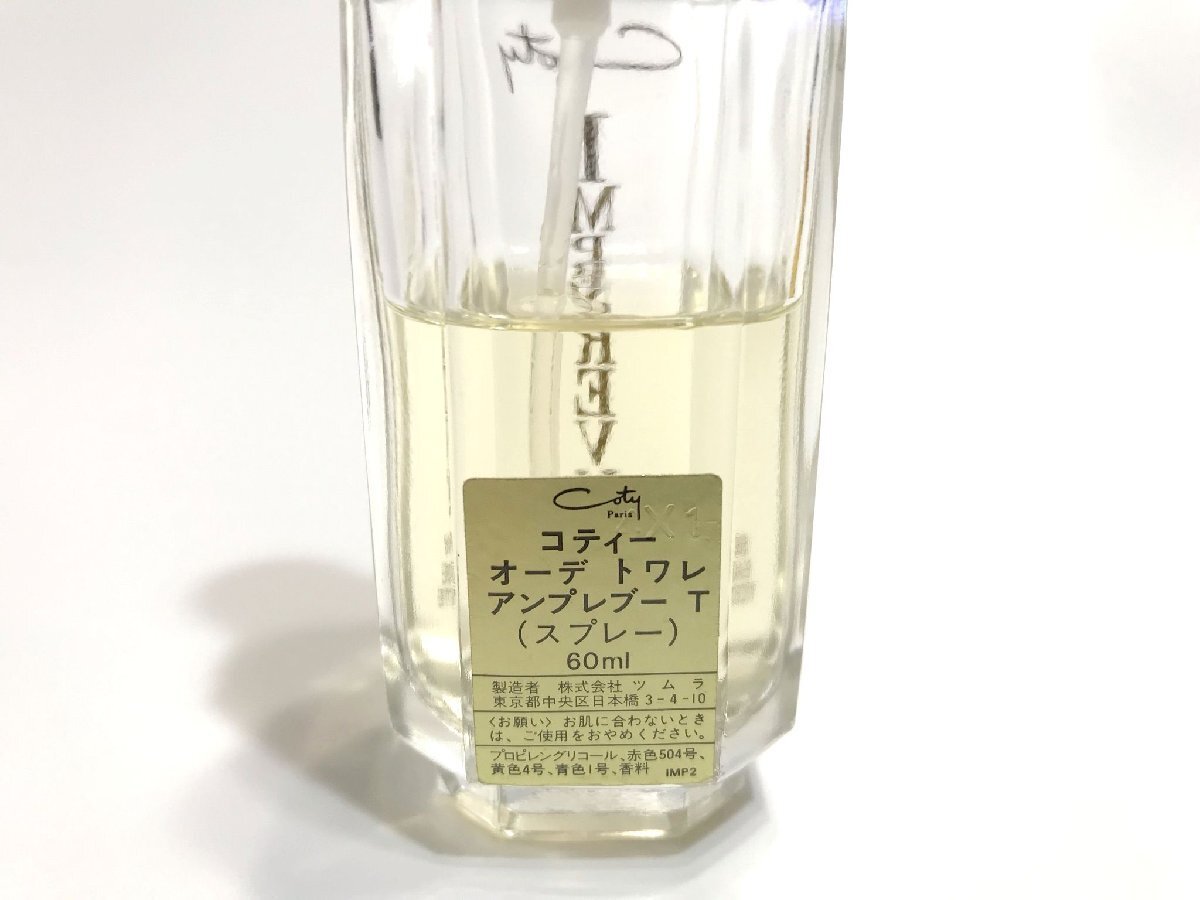 Coty
IMPREV
Coty
Paris
コティー
オーデ トワレ
アンプレブー T
(スプレー)
60ml
製造者 株式会社 ツムラ
東京都中央区日本橋3-4-10
〈お願い〉お肌に合わないとき
は、ご使用をおやめください。
プロピレングリコール、赤色504号、
黄色4号、青色1号、香料 IMP2